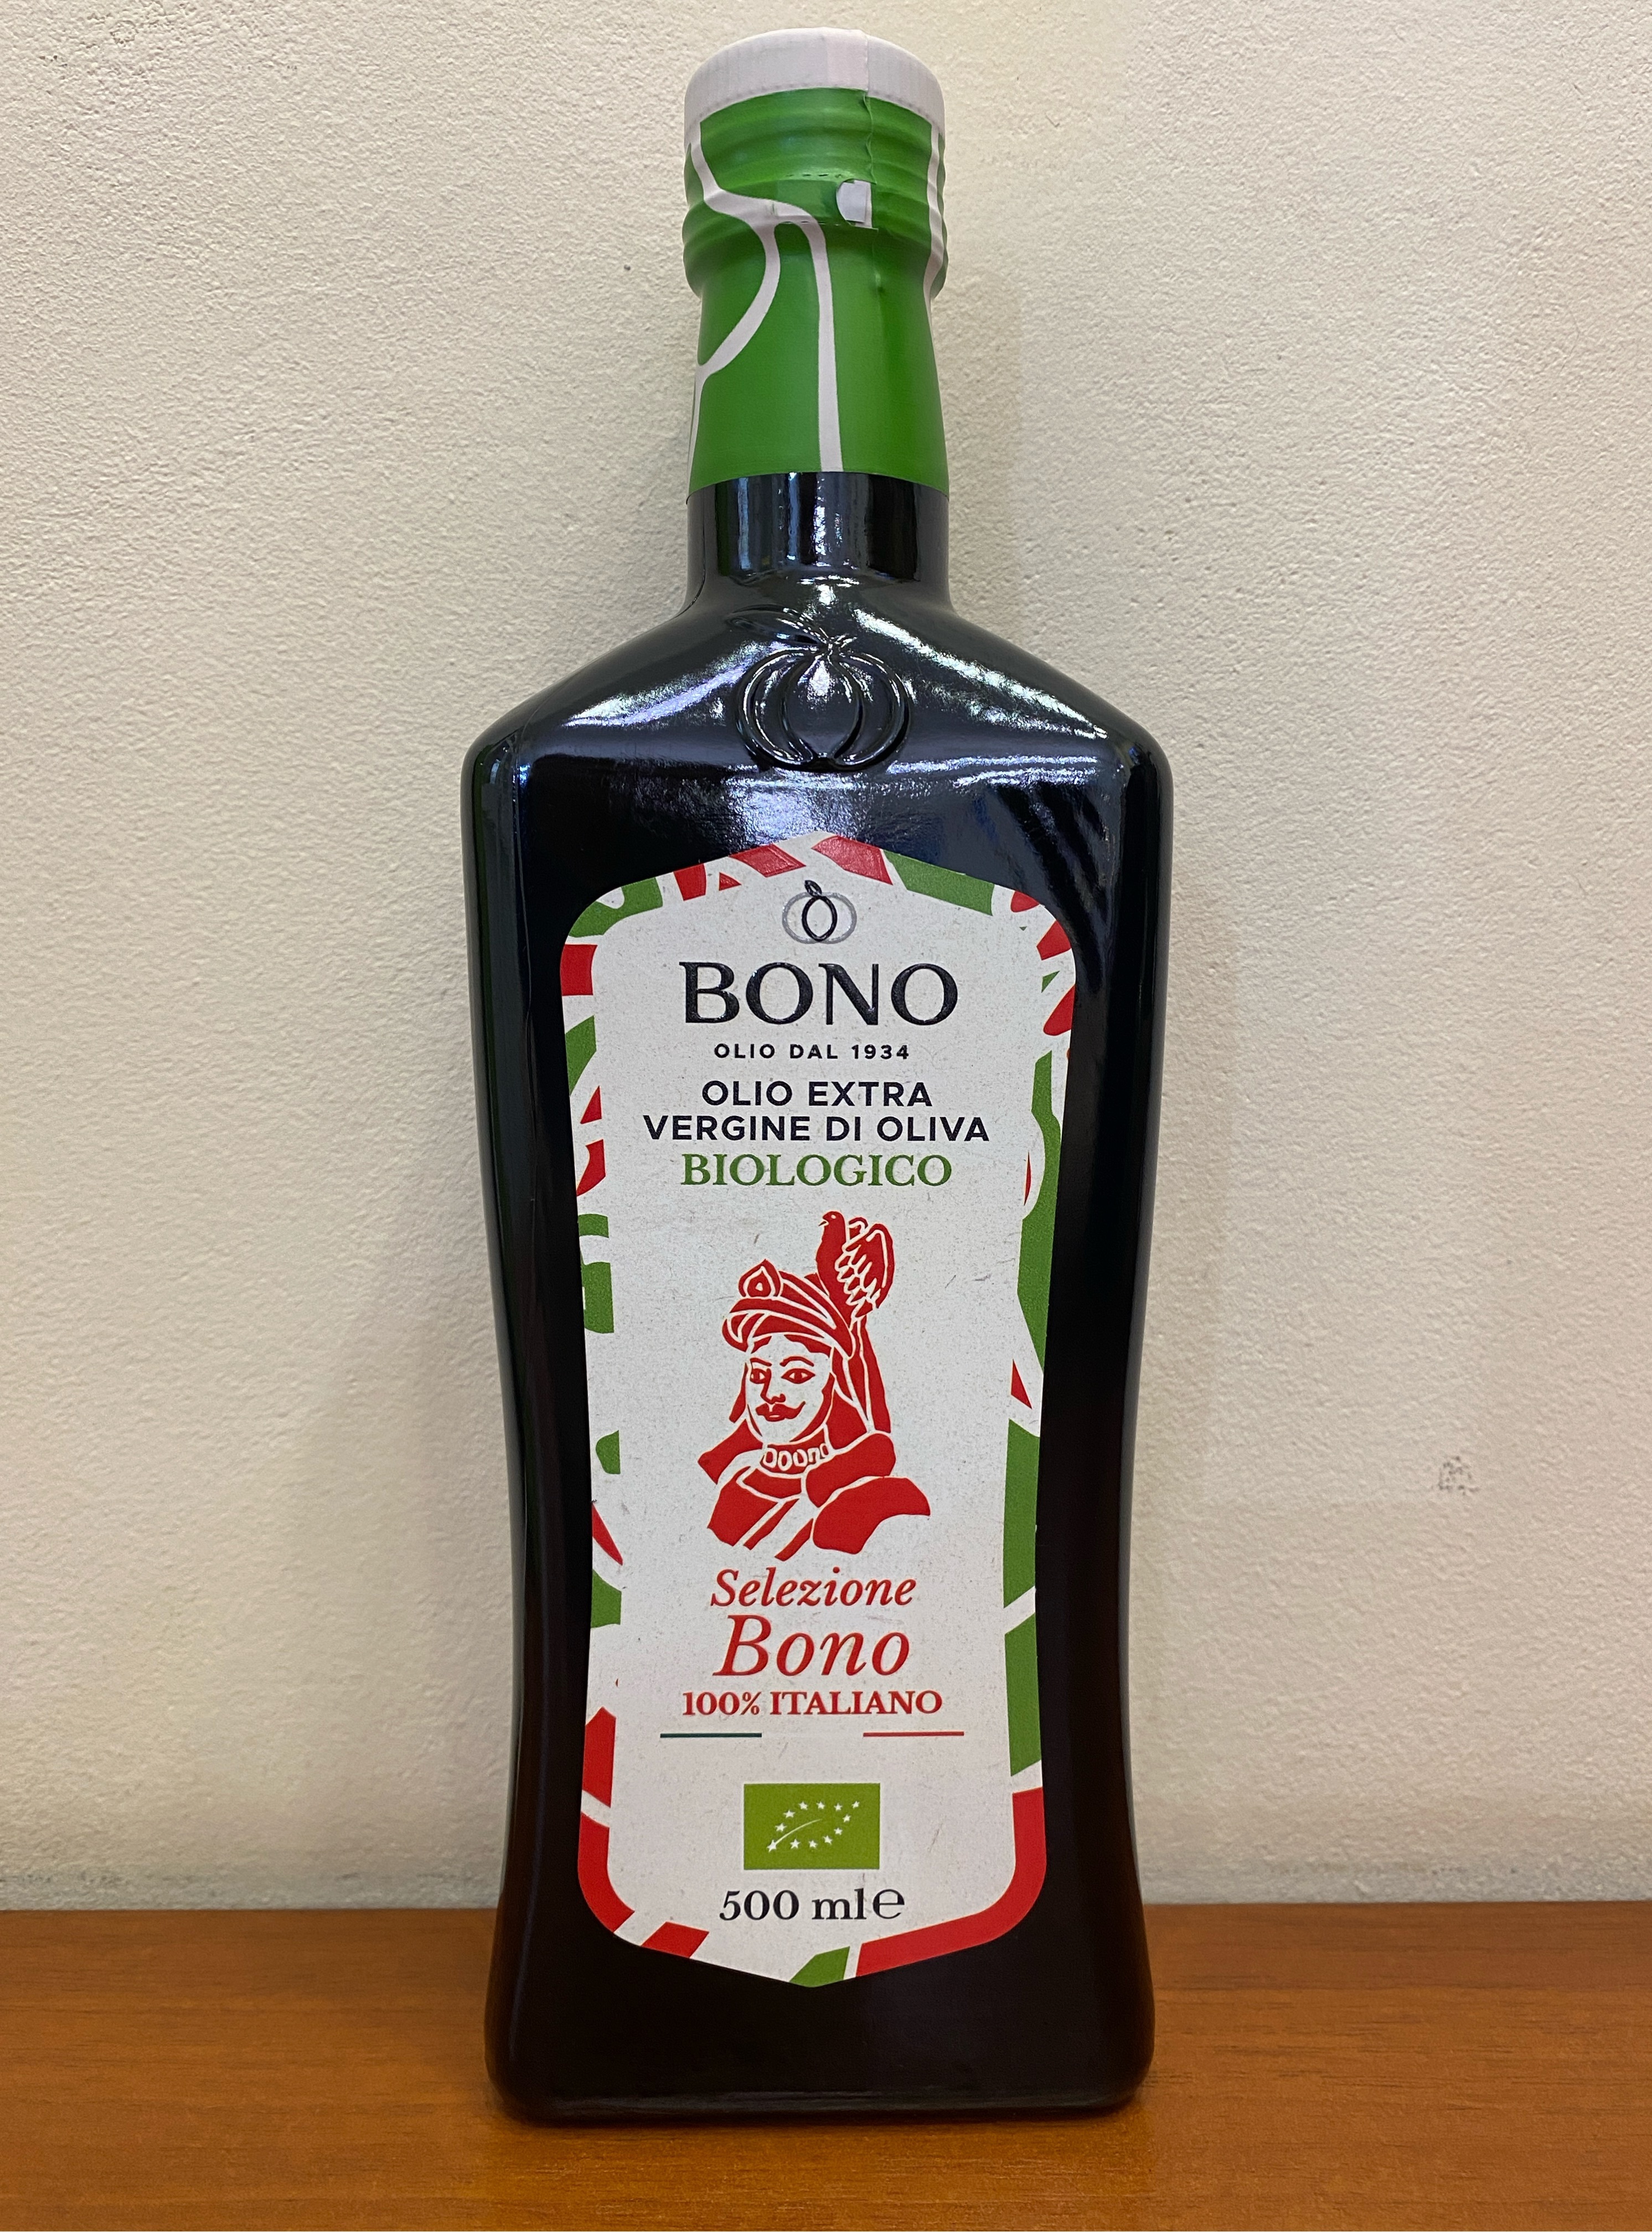 BONO
OLIO DAL 1934
OLIO EXTRA
VERGINE DI OLIVA
BIOLOGICO
Selezione
Bono
100% ITALIANO
500 ml℮